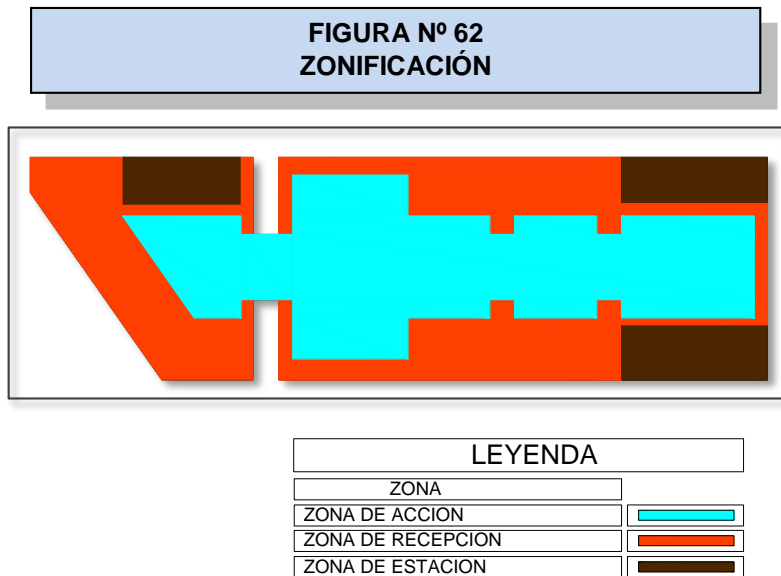 FIGURA Nº 62
ZONIFICACIÓN
LEYENDA
ZONA
ZONA DE ACCION
ZONA DE RECEPCION
ZONA DE ESTACION